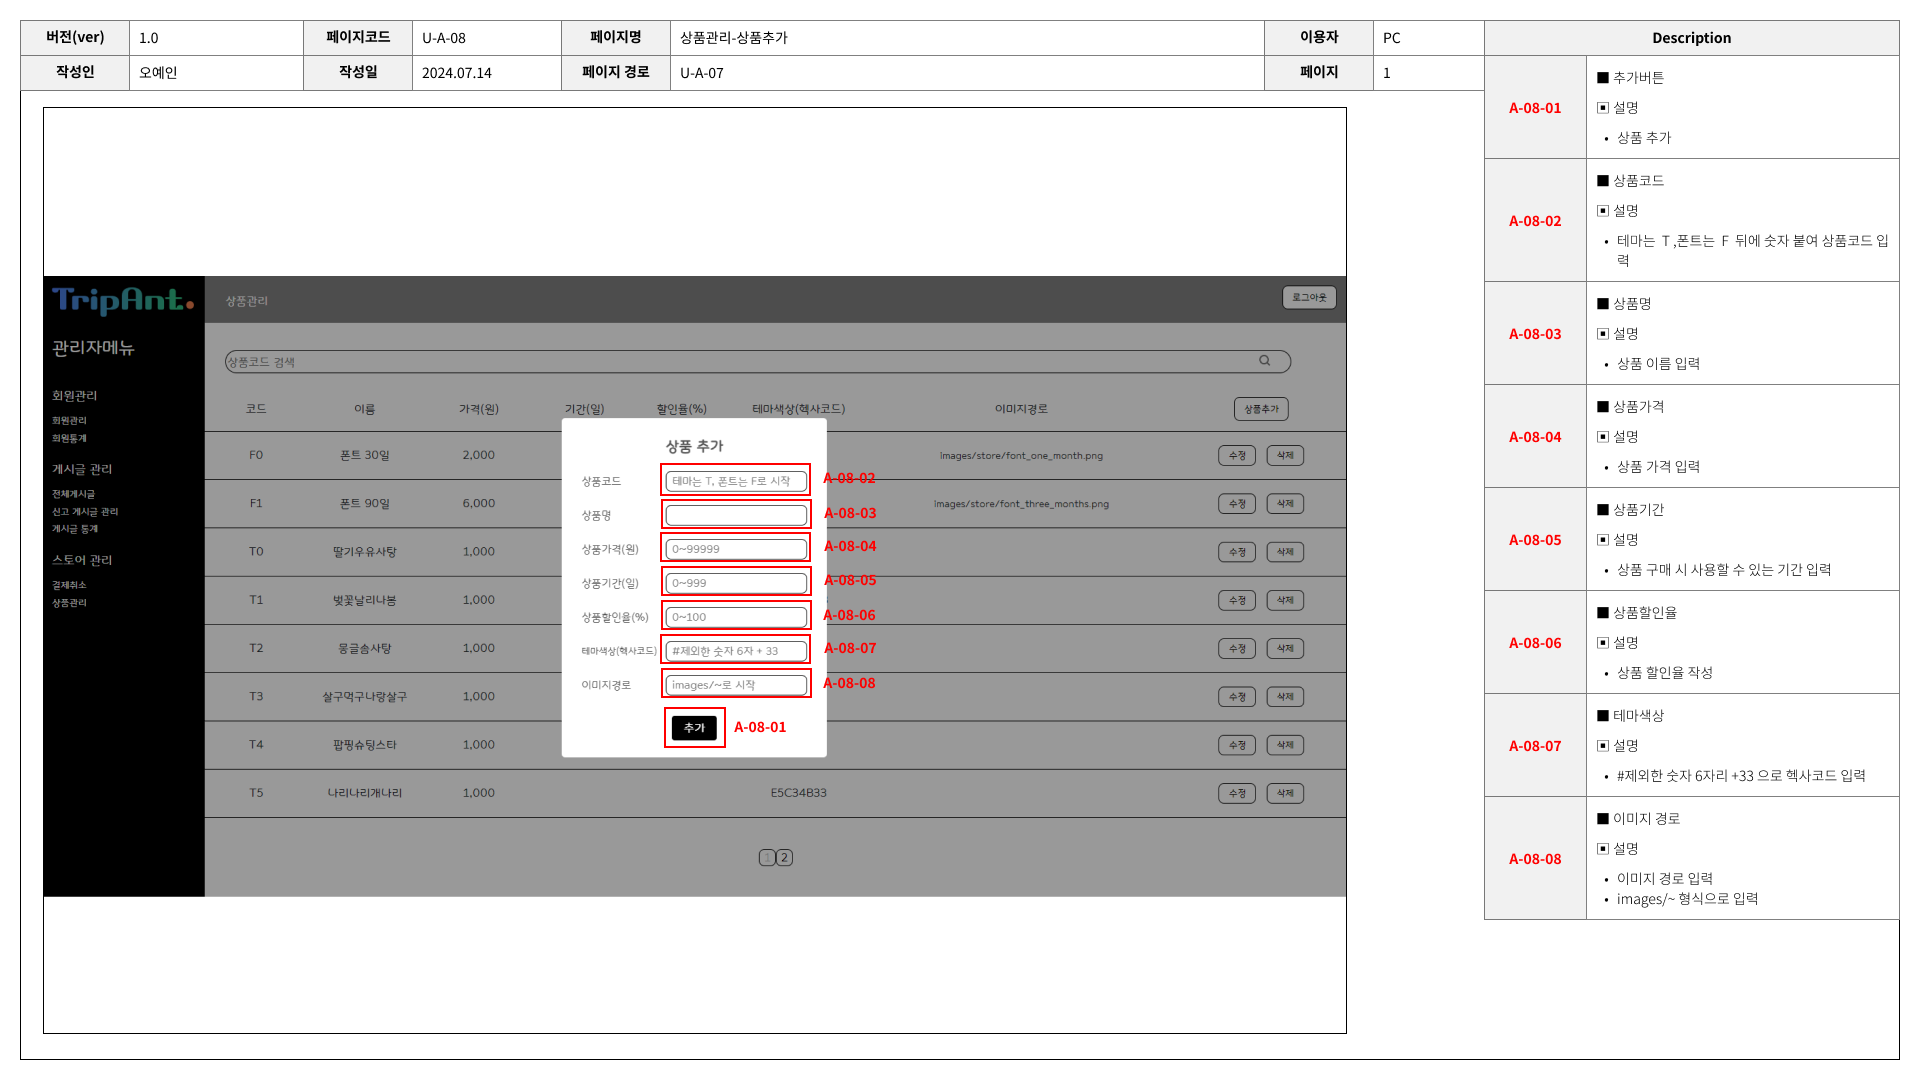 버전(ver) 1.0 페이지코드 U-A-08 페이지명 상품관리-상품추가 이용자 PC
작성인 오예인 작성일 2024.07.14 페이지 경로 U-A-07 페이지 1
TripAnt.
관리자메뉴
회원관리
회원관리
회원통계
게시글 관리
전체게시글
신고 게시글 관리
게시글 통계
스토어 관리
결제취소
상품관리
상품관리 로그아웃
상품코드 검색
코드 이름 가격(원) 기간(일) 할인율(%) 테마색상(헥사코드) 이미지경로 상품추가
F0 폰트 30일 2,000 images/store/font_one_month.png 수정 삭제
F1 폰트 90일 6,000 images/store/font_three_months.png 수정 삭제
T0 딸기우유사탕 1,000 수정 삭제
T1 벚꽃날리나봄 1,000 수정 삭제
T2 몽글솜사탕 1,000 수정 삭제
T3 살구먹구나랑살구 1,000 수정 삭제
T4 팝핑슈팅스타 1,000 수정 삭제
T5 나리나리개나리 1,000 E5C34B33 수정 삭제
1 2
상품 추가
상품코드 테마는 T, 폰트는 F로 시작 A-08-02
상품명 A-08-03
상품가격(원) 0~99999 A-08-04
상품기간(일) 0~999 A-08-05
상품할인율(%) 0~100 A-08-06
테마색상(헥사코드) #제외한 숫자 6자 + 33 A-08-07
이미지경로 images/~로 시작 A-08-08
추가 A-08-01
Description
A-08-01
■ 추가버튼
▣ 설명
• 상품 추가
A-08-02
■ 상품코드
▣ 설명
• 테마는 T ,폰트는 F 뒤에 숫자 붙여 상품코드 입
력
A-08-03
■ 상품명
▣ 설명
• 상품 이름 입력
A-08-04
■ 상품가격
▣ 설명
• 상품 가격 입력
A-08-05
■ 상품기간
▣ 설명
• 상품 구매 시 사용할 수 있는 기간 입력
A-08-06
■ 상품할인율
▣ 설명
• 상품 할인율 작성
A-08-07
■ 테마색상
▣ 설명
• #제외한 숫자 6자리 +33 으로 헥사코드 입력
A-08-08
■ 이미지 경로
▣ 설명
• 이미지 경로 입력
• images/~ 형식으로 입력